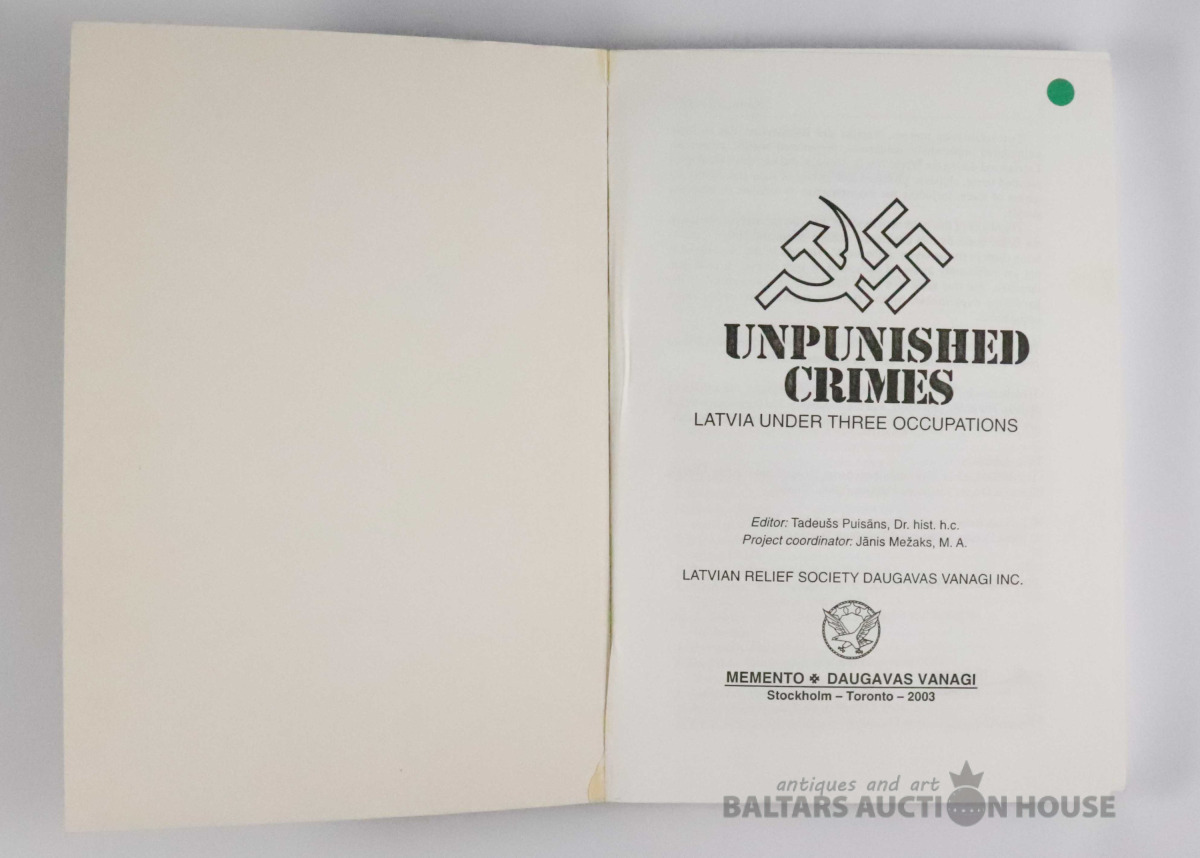 UNPUNISHED
CRIMES
LATVIA UNDER THREE OCCUPATIONS
Editor: Tadeušs Puisāns, Dr. hist. h.c.
Project coordinator: Jānis Mežaks, M. A.
LATVIAN RELIEF SOCIETY DAUGAVAS VANAGI INC.
MEMENTO ✤ DAUGAVAS VANAGI
Stockholm – Toronto – 2003
antiques and art
BALTARS AUCTION HOUSE